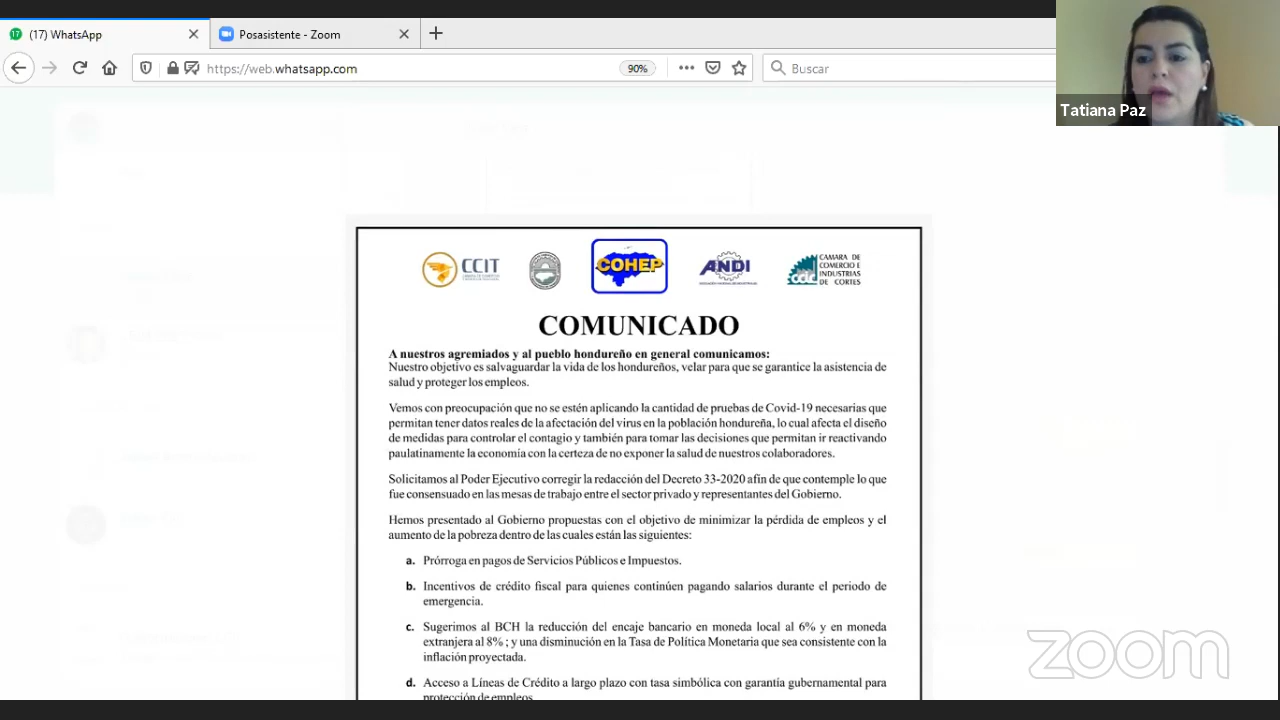 (17) WhatsApp
Posasistente - Zoom
https://web.whatsapp.com
90%
Buscar
Tatiana Paz
CCIT
COHEP
ANDI
CAMARA DE
COMERCIO E
INDUSTRIAS
DE CORTES
COMUNICADO
A nuestros agremiados y al pueblo hondureño en general comunicamos:
Nuestro objetivo es salvaguardar la vida de los hondureños, velar para que se garantice la asistencia de
salud y proteger los empleos.
Vemos con preocupación que no se estén aplicando la cantidad de pruebas de Covid-19 necesarias que
permitan tener datos reales de la afectación del virus en la población hondureña, lo cual afecta el diseño
de medidas para controlar el contagio y también para tomar las decisiones que permitan ir reactivando
paulatinamente la economía con la certeza de no exponer la salud de nuestros colaboradores.
Solicitamos al Poder Ejecutivo corregir la redacción del Decreto 33-2020 afín de que contemple lo que
fue consensuado en las mesas de trabajo entre el sector privado y representantes del Gobierno.
Hemos presentado al Gobierno propuestas con el objetivo de minimizar la pérdida de empleos y el
aumento de la pobreza dentro de las cuales están las siguientes:
a. Prórroga en pagos de Servicios Públicos e Impuestos.
b. Incentivos de crédito fiscal para quienes continúen pagando salarios durante el periodo de
emergencia.
c. Sugerimos al BCH la reducción del encaje bancario en moneda local al 6% y en moneda
extranjera al 8% ; y una disminución en la Tasa de Política Monetaria que sea consistente con la
inflación proyectada.
d. Acceso a Líneas de Crédito a largo plazo con tasa simbólica con garantía gubernamental para
protección de empleos.
zoom